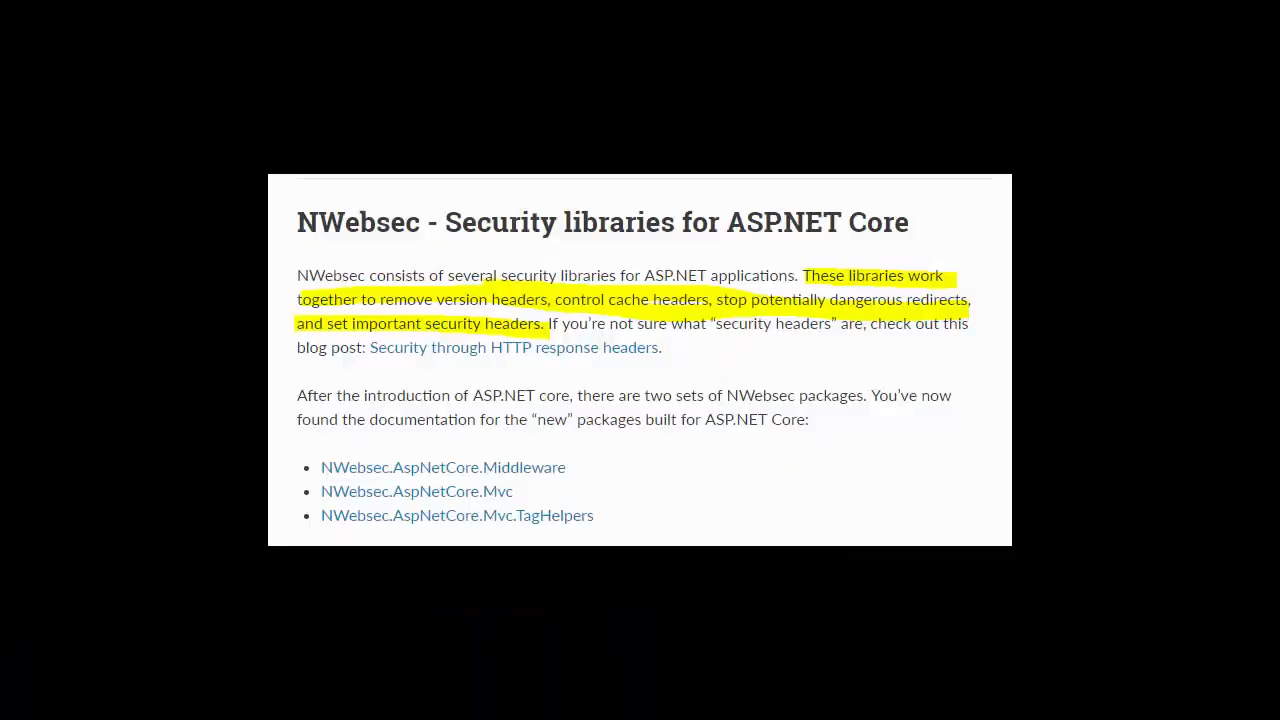 NWebsec - Security libraries for ASP.NET Core
NWebsec consists of several security libraries for ASP.NET applications. These libraries work
together to remove version headers, control cache headers, stop potentially dangerous redirects,
and set important security headers. If you’re not sure what “security headers” are, check out this
blog post: Security through HTTP response headers.
After the introduction of ASP.NET core, there are two sets of NWebsec packages. You’ve now
found the documentation for the “new” packages built for ASP.NET Core:
• NWebsec.AspNetCore.Middleware
• NWebsec.AspNetCore.Mvc
• NWebsec.AspNetCore.Mvc.TagHelpers